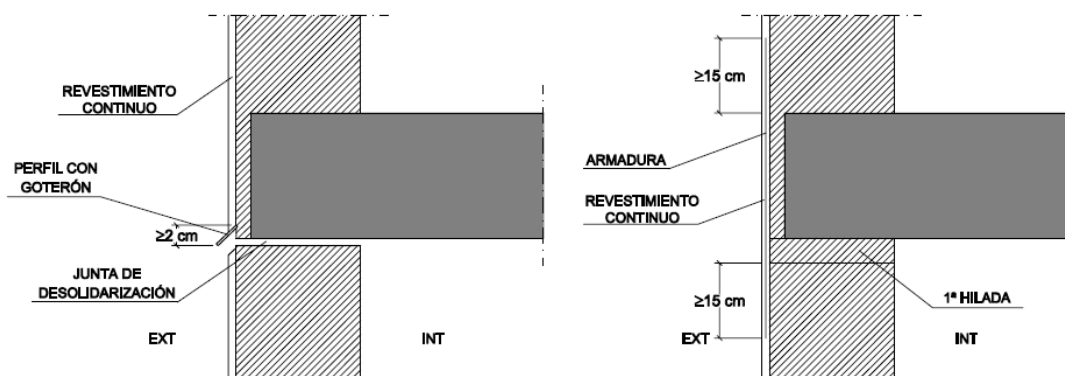 REVESTIMIENTO
CONTINUO
PERFIL CON
GOTERÓN
≥2 cm
JUNTA DE
DESOLIDARIZACIÓN
EXT
INT
≥15 cm
ARMADURA
REVESTIMIENTO
CONTINUO
≥15 cm
1ª HILADA
EXT
INT